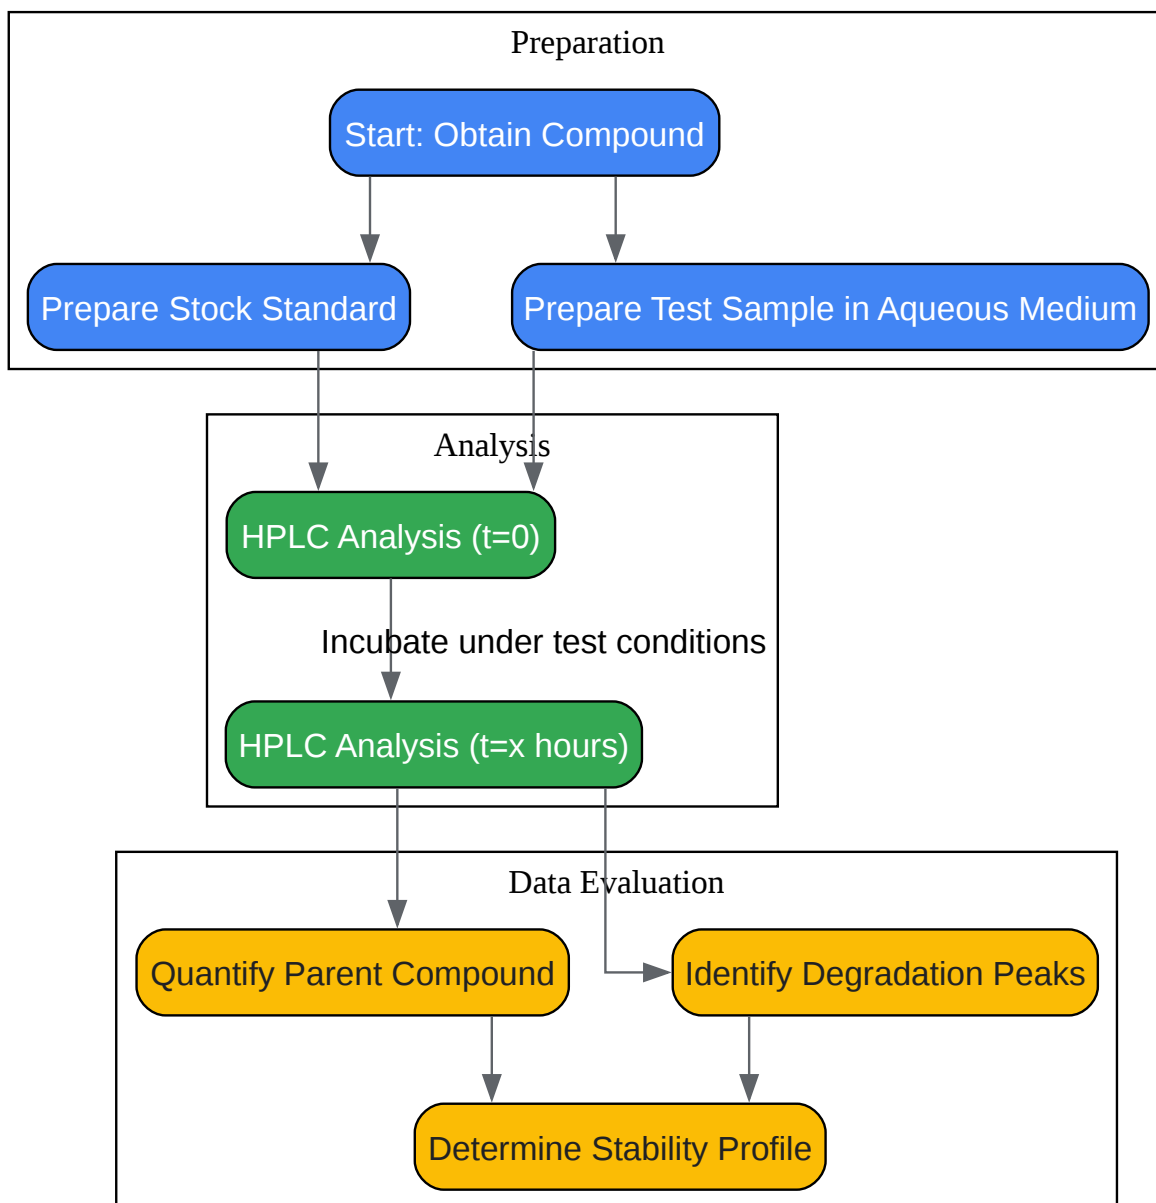 Preparation
Start: Obtain Compound
Prepare Stock Standard
Prepare Test Sample in Aqueous Medium
Analysis
HPLC Analysis (t=0)
Incubate under test conditions
HPLC Analysis (t=x hours)
Data Evaluation
Quantify Parent Compound
Identify Degradation Peaks
Determine Stability Profile